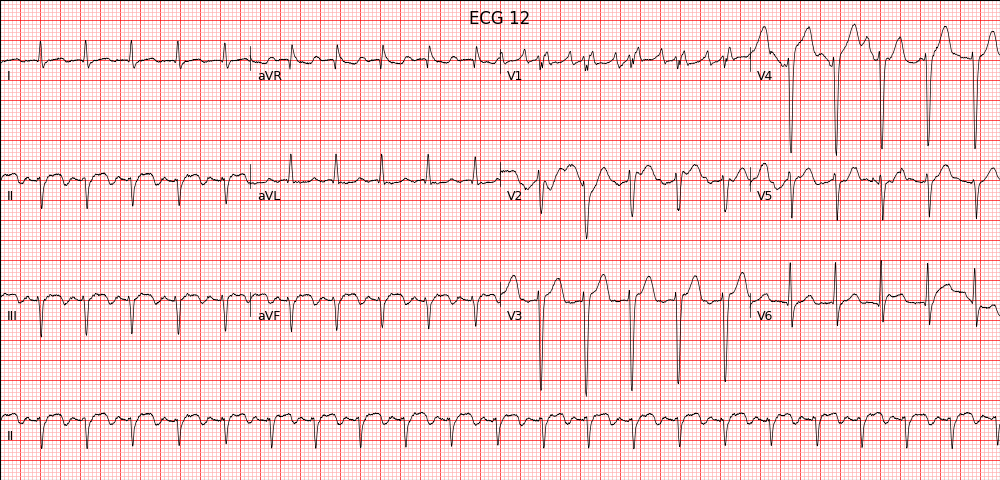 ECG 12
I aVR V1 V4
II aVL V2 V5
III aVF V3 V6
II